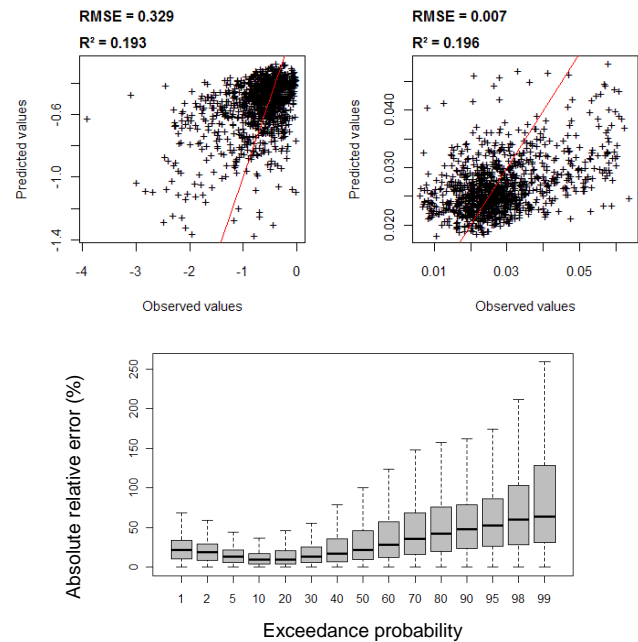 RMSE = 0.329
R² = 0.193
Predicted values
-0.6
-1.0
-1.4
-4
-3
-2
-1
0
Observed values
RMSE = 0.007
R² = 0.196
Predicted values
0.040
0.030
0.020
0.01
0.03
0.05
Observed values
Absolute relative error (%)
250
200
150
100
50
0
1 2 5 10 20 30 40 50 60 70 80 90 95 98 99
Exceedance probability